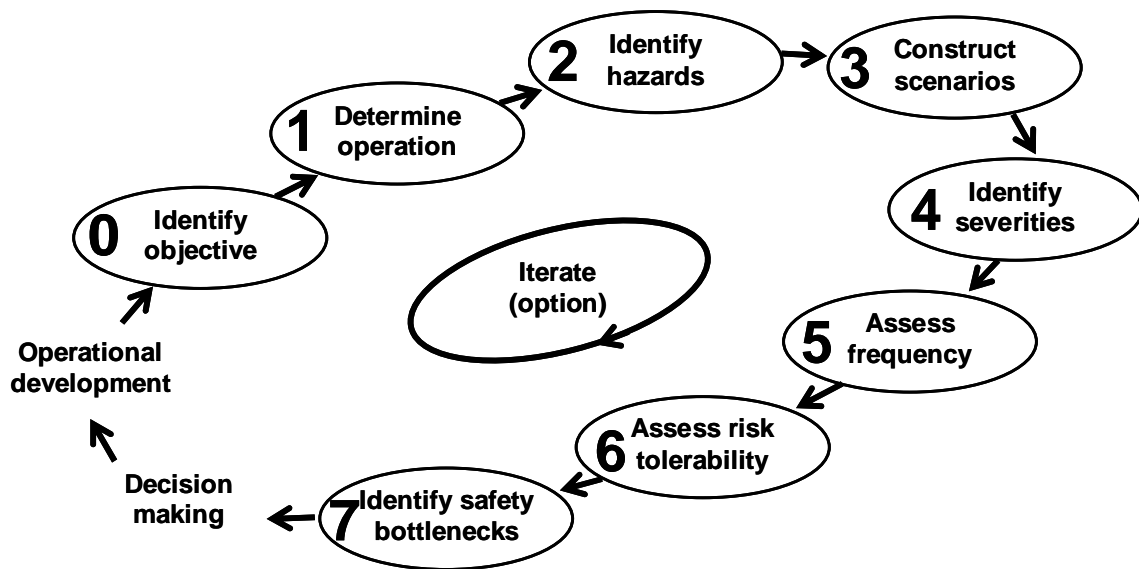 0 Identify
objective
1 Determine
operation
2 Identify
hazards
3 Construct
scenarios
4 Identify
severities
5 Assess
frequency
6 Assess risk
tolerability
7 Identify safety
bottlenecks
Decision
making
Operational
development
Iterate
(option)